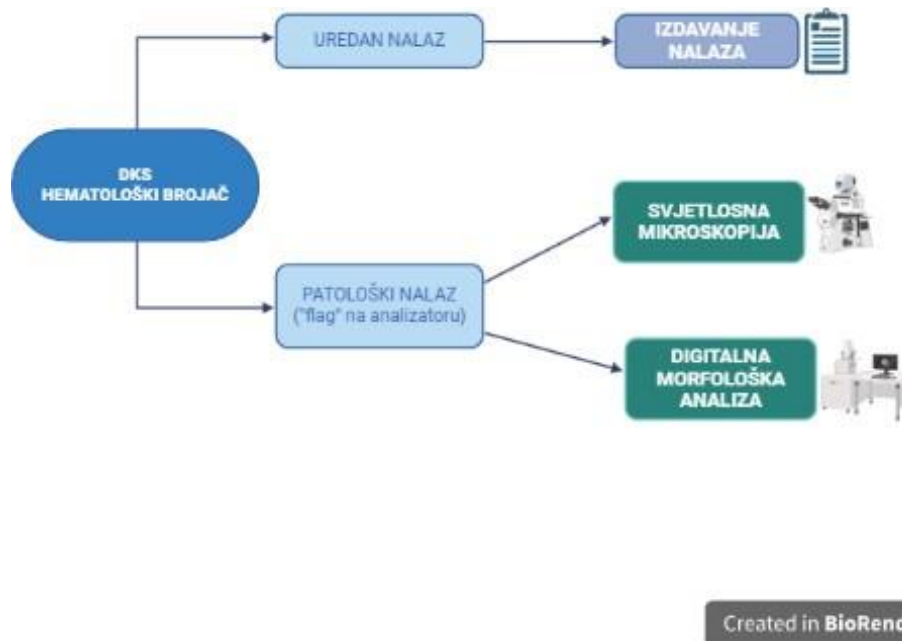 UREDAN NALAZ
IZDAVANJE
NALAZA
DKS
HEMATOLOŠKI BROJAČ
SVJETLOSNA
MIKROSKOPIJA
PATOLOŠKI NALAZ
("flag" na analizatoru)
DIGITALNA
MORFOLOŠKA
ANALIZA
Created in BioRend